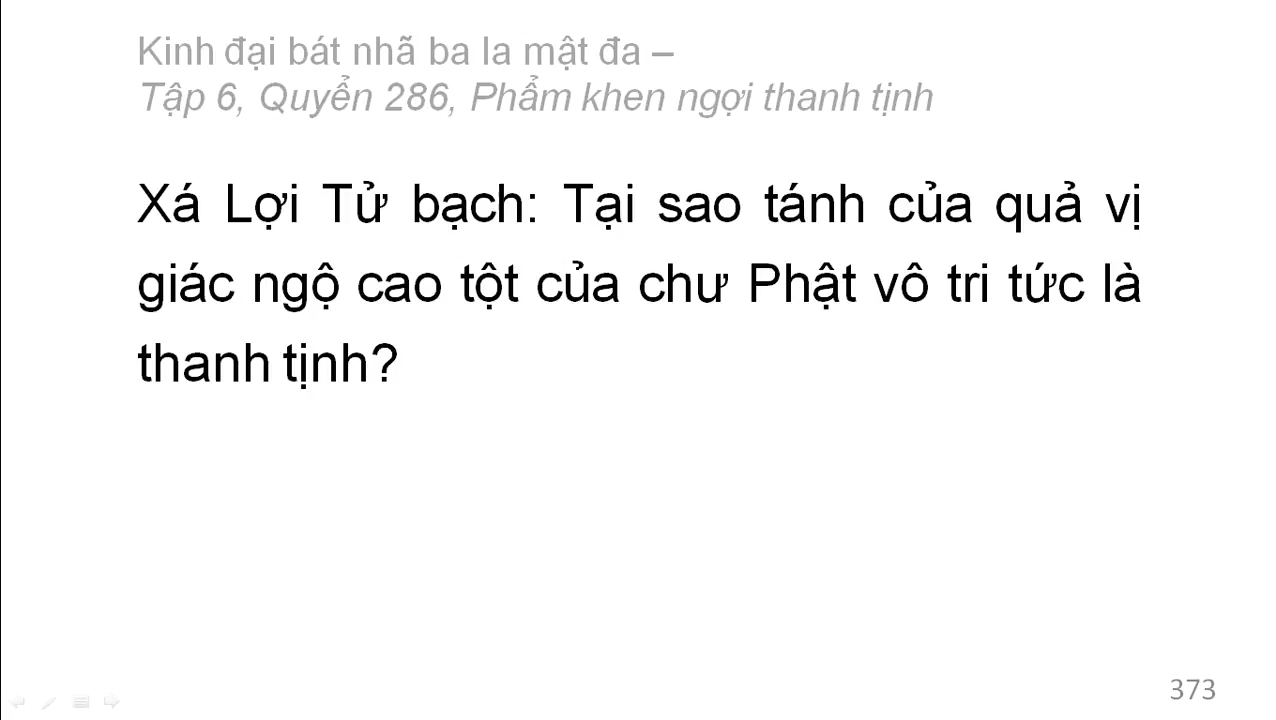 Kinh đại bát nhã ba la mật đa –
Tập 6, Quyển 286, Phẩm khen ngợi thanh tịnh
Xá Lợi Tử bạch: Tại sao tánh của quả vị
giác ngộ cao tột của chư Phật vô tri tức là
thanh tịnh?
373